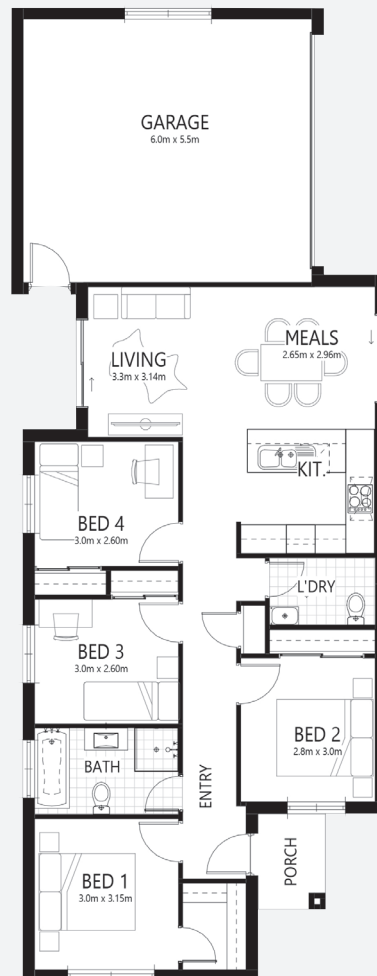 GARAGE
6.0m x 5.5m
LIVING
3.3m x 3.14m
MEALS
2.65m x 2.96m
KIT.
BED 4
3.0m x 2.60m
L'DRY
BED 3
3.0m x 2.60m
BED 2
2.8m x 3.0m
BATH
ENTRY
PORCH
BED 1
3.0m x 3.15m